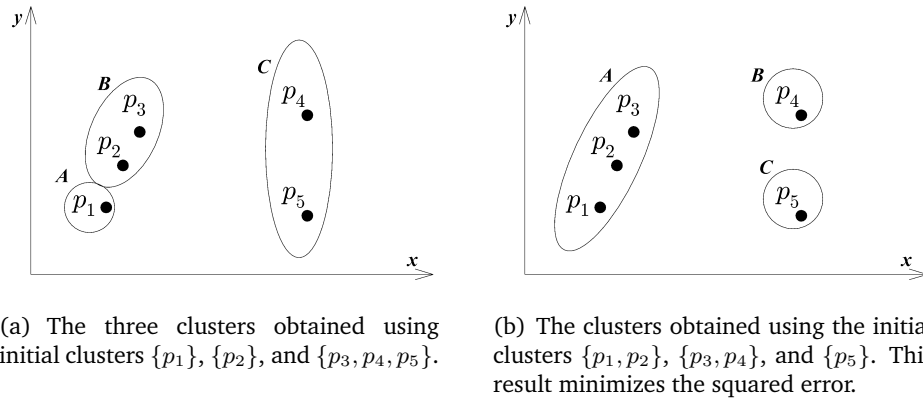 y
B
p3
p2
A
p1
C
p4
p5
x
(a) The three clusters obtained using
initial clusters {p1}, {p2}, and {p3, p4, p5}.
y
A
p3
p2
p1
B
p4
C
p5
x
(b) The clusters obtained using the initia
clusters {p1, p2}, {p3, p4}, and {p5}. Thi
result minimizes the squared error.